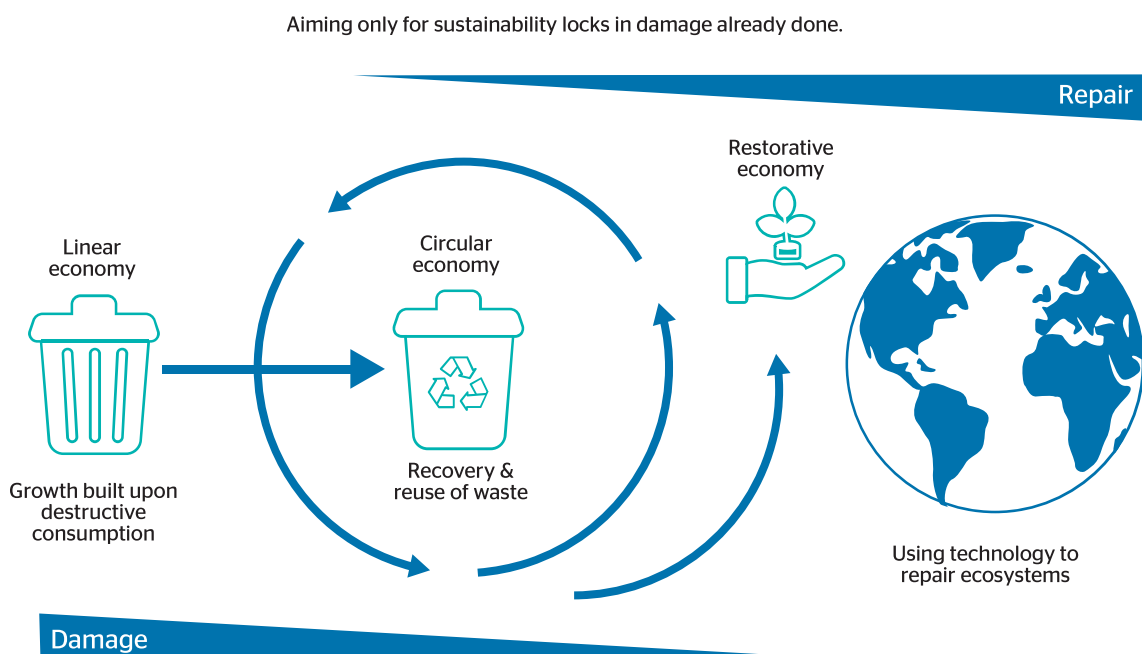 Aiming only for sustainability locks in damage already done.
Repair
Restorative
economy
Linear
economy
Circular
economy
Recovery &
reuse of waste
Growth built upon
destructive
consumption
Using technology to
repair ecosystems
Damage